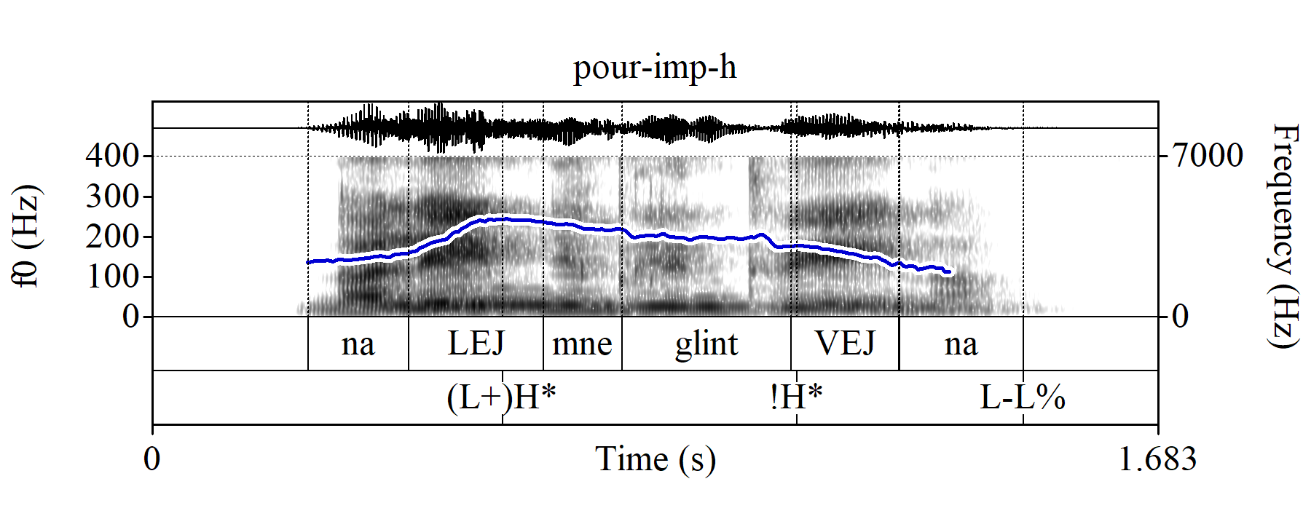 pour-imp-h
400
300
200
100
0
f0 (Hz)
7000
0
Frequency (Hz)
na LEJ mne glint VEJ na
(L+)H* !H* L-L%
0 Time (s) 1.683